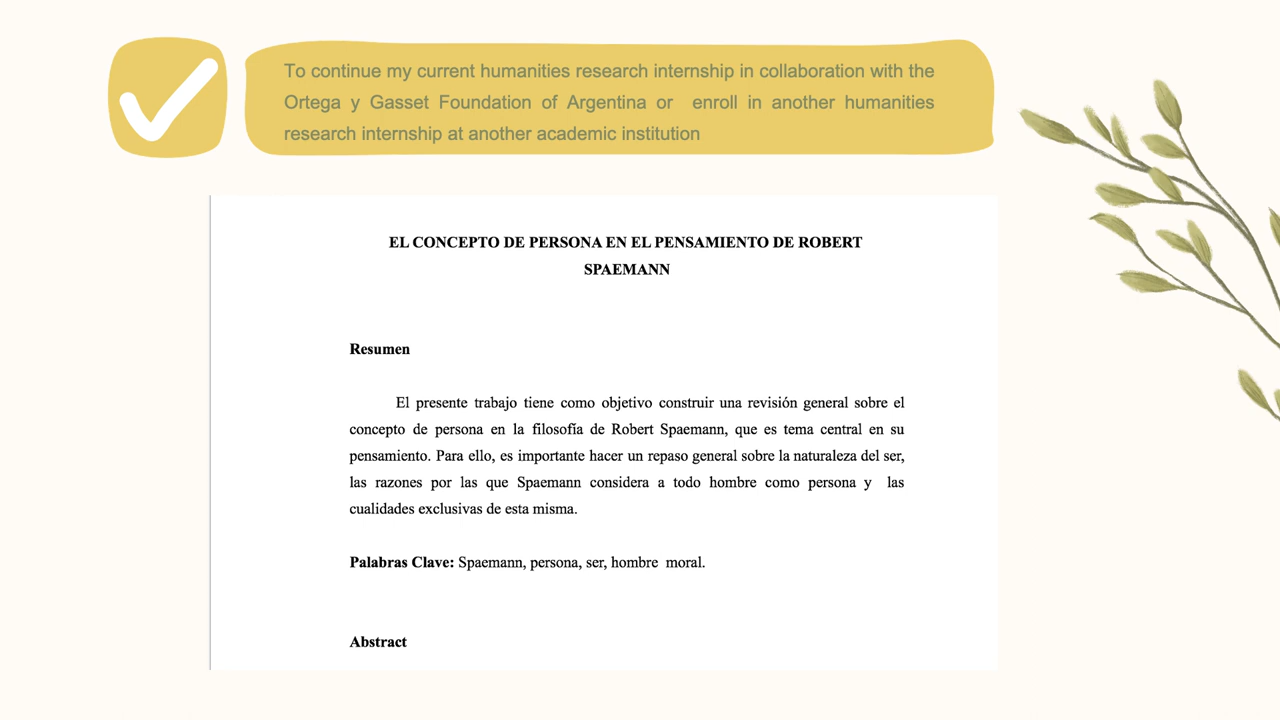 To continue my current humanities research internship in collaboration with the
Ortega y Gasset Foundation of Argentina or enroll in another humanities
research internship at another academic institution
EL CONCEPTO DE PERSONA EN EL PENSAMIENTO DE ROBERT
SPAEMANN
Resumen
El presente trabajo tiene como objetivo construir una revisión general sobre el
concepto de persona en la filosofía de Robert Spaemann, que es tema central en su
pensamiento. Para ello, es importante hacer un repaso general sobre la naturaleza del ser,
las razones por las que Spaemann considera a todo hombre como persona y las
cualidades exclusivas de esta misma.
Palabras Clave: Spaemann, persona, ser, hombre moral.
Abstract